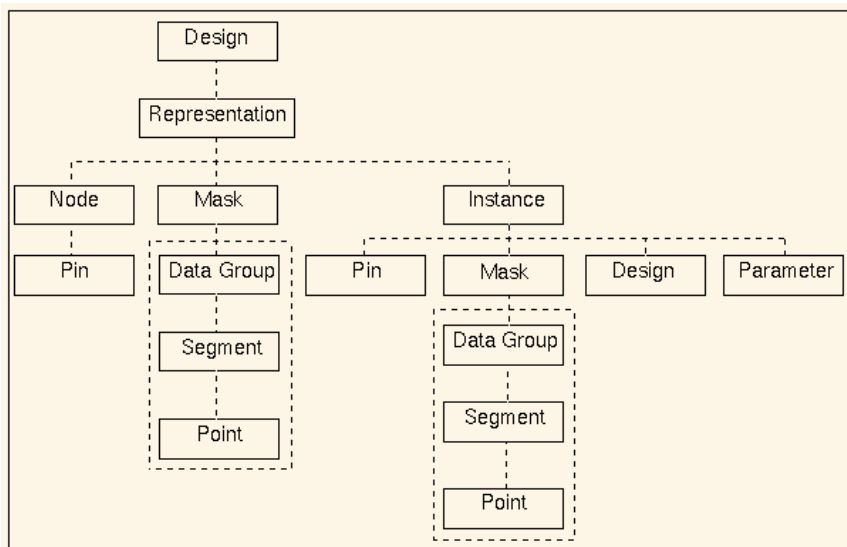 Design
Representation
Node
Mask
Instance
Pin
Data Group
Pin
Mask
Design
Parameter
Segment
Data Group
Point
Segment
Point